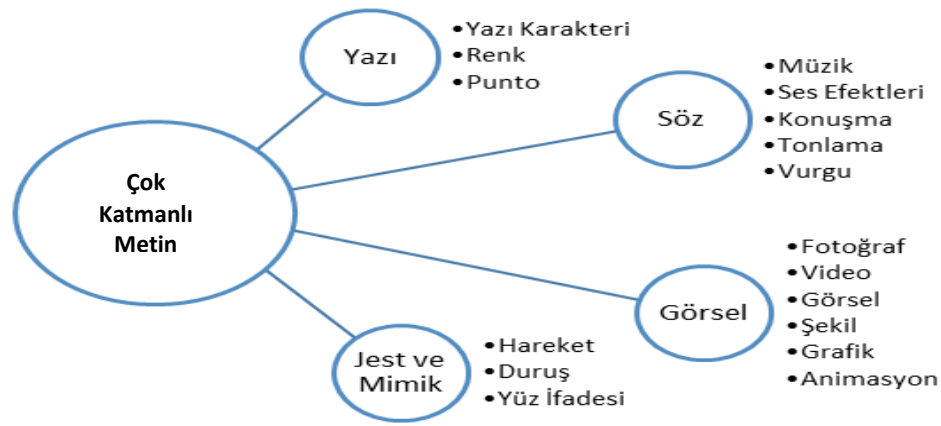 Çok
Katmanlı
Metin
Yazı
•Yazı Karakteri
•Renk
•Punto
Söz
•Müzik
•Ses Efektleri
•Konuşma
•Tonlama
•Vurgu
Görsel
•Fotoğraf
•Video
•Görsel
•Şekil
•Grafik
•Animasyon
Jest ve
Mimik
•Hareket
•Duruş
•Yüz İfadesi